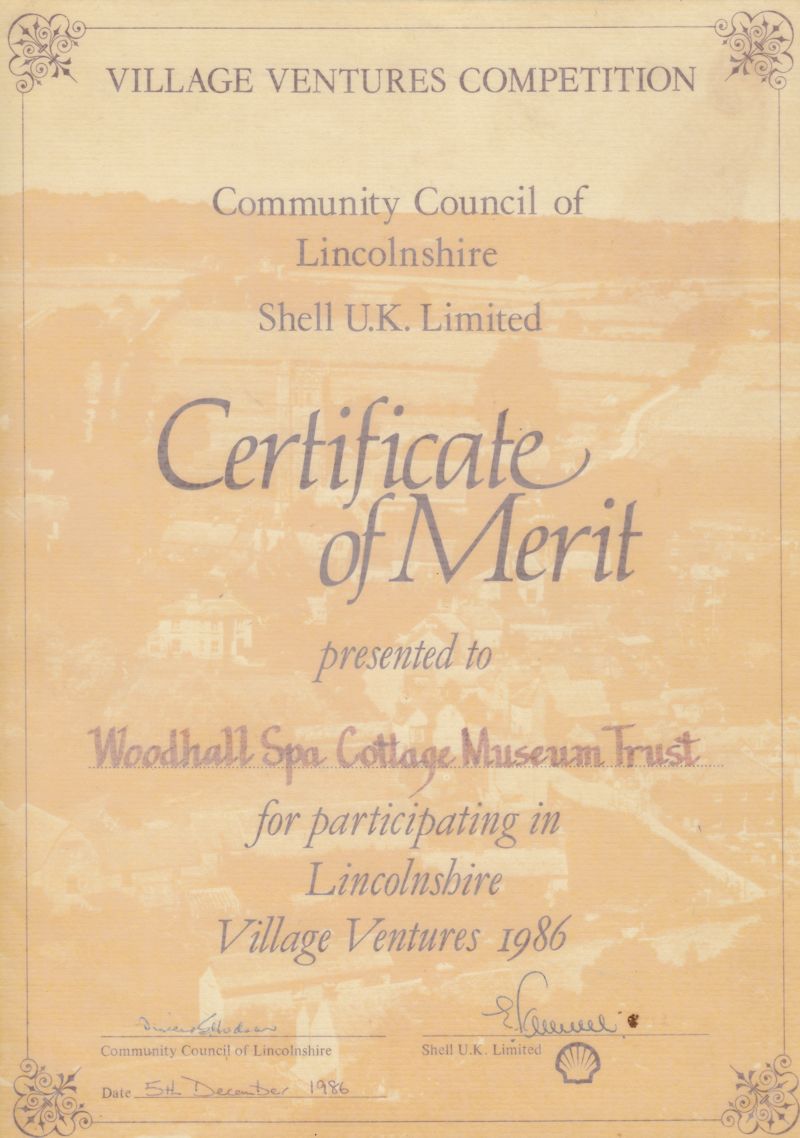 VILLAGE VENTURES COMPETITION
Community Council of
Lincolnshire
Shell U.K. Limited
Certificate
of Merit
presented to
Woodhall Spa Cottage Museum Trust
for participating in
Lincolnshire
Village Ventures 1986
Community Council of Lincolnshire
Shell U.K. Limited
Date 5th December 1986